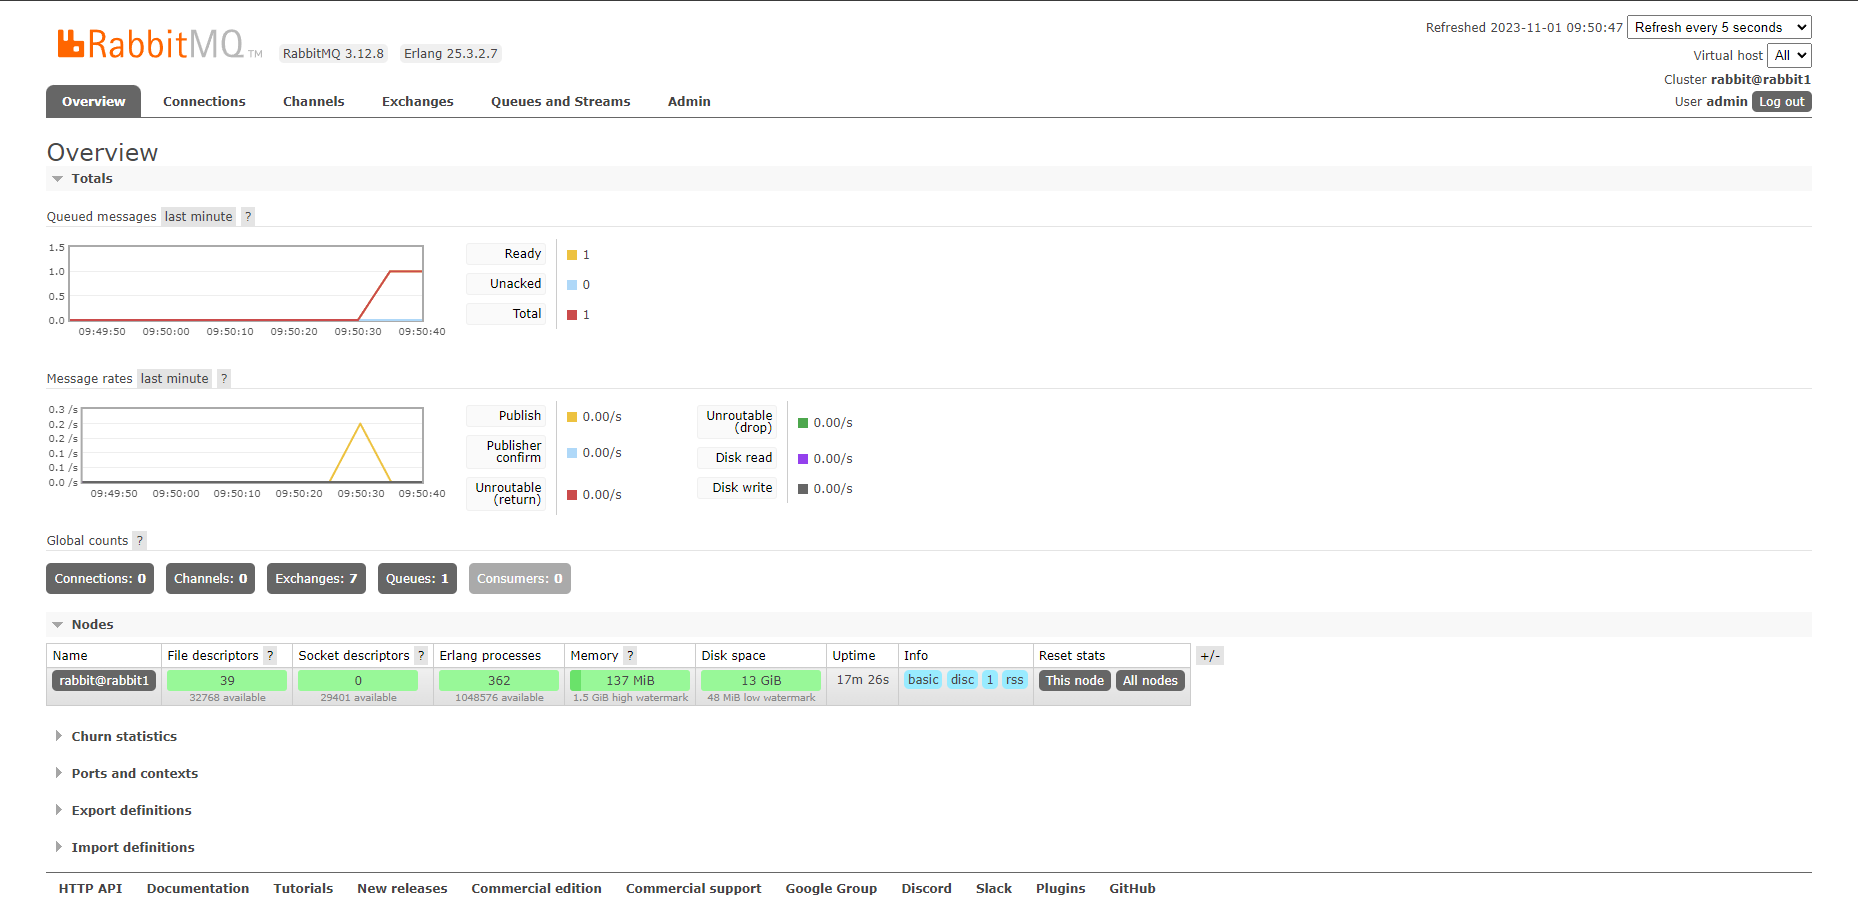 Refreshed 2023-11-01 09:50:47 Refresh every 5 seconds
RabbitMQ TM RabbitMQ 3.12.8 Erlang 25.3.2.7
Virtual host All
Cluster rabbit@rabbit1
User admin Log out
Overview Connections Channels Exchanges Queues and Streams Admin
Overview
Totals
Queued messages last minute ?
1.5
1.0
0.5
0.0
09:49:50 09:50:00 09:50:10 09:50:20 09:50:30 09:50:40
Ready 1
Unacked 0
Total 1
Message rates last minute ?
0.3 /s
0.2 /s
0.2 /s
0.1 /s
0.1 /s
0.0 /s
09:49:50 09:50:00 09:50:10 09:50:20 09:50:30 09:50:40
Publish 0.00/s
Publisher
confirm 0.00/s
Unroutable
(return) 0.00/s
Unroutable
(drop) 0.00/s
Disk read 0.00/s
Disk write 0.00/s
Global counts ?
Connections: 0 Channels: 0 Exchanges: 7 Queues: 1 Consumers: 0
Nodes
Name File descriptors ? Socket descriptors ? Erlang processes Memory ? Disk space Uptime Info Reset stats +/-
rabbit@rabbit1 39 0 362 137 MiB 13 GiB 17m 26s basic disc 1 rss This node All nodes
32768 available 29401 available 1048576 available 1.5 GiB high watermark 48 MiB low watermark
Churn statistics
Ports and contexts
Export definitions
Import definitions
HTTP API Documentation Tutorials New releases Commercial edition Commercial support Google Group Discord Slack Plugins GitHub